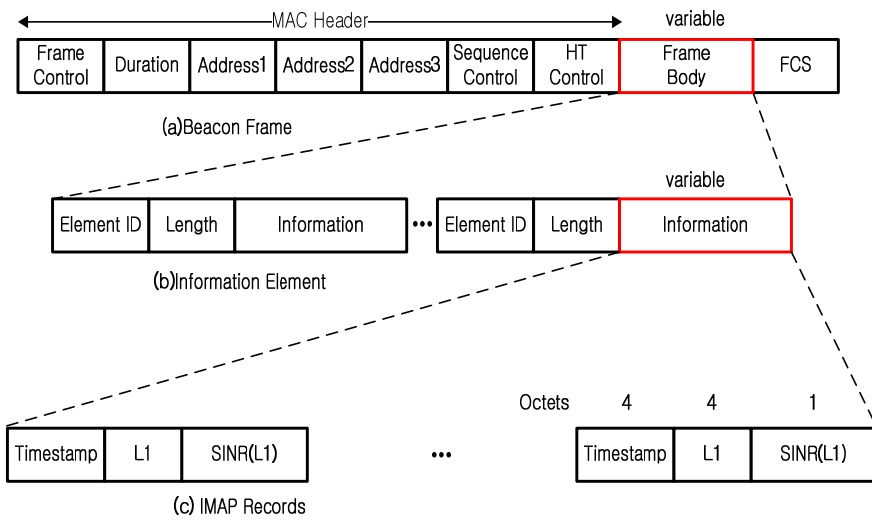 MAC Header
variable
Frame Control
Duration
Address1
Address2
Address3
Sequence Control
HT Control
Frame Body
FCS
(a)Beacon Frame
variable
Element ID
Length
Information
•••
Element ID
Length
Information
(b)Information Element
Octets
4
4
1
Timestamp
L1
SINR(L1)
•••
Timestamp
L1
SINR(L1)
(c) IMAP Records